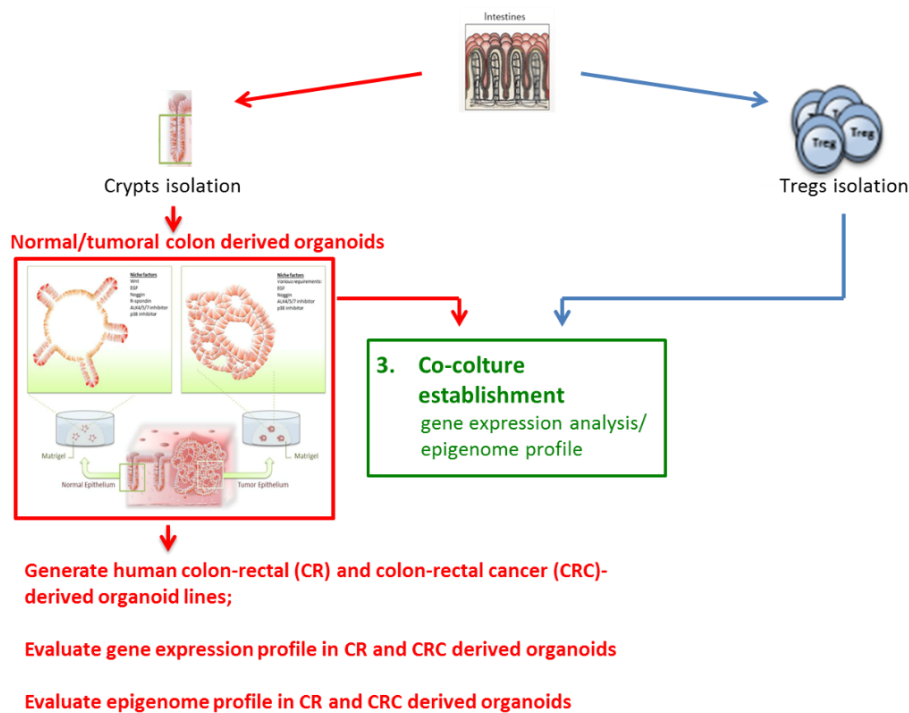 Intestines
Treg
Treg
Crypts isolation
Tregs isolation
Normal/tumoral colon derived organoids
Niche factors
Wnt
EGF
Noggin
R-spondin
ALK4/5/7 inhibitor
p38 inhibitor
Niche factors
Various requirements:
EGF
Noggin
ALK4/5/7 inhibitor
p38 inhibitor
Matrigel
Matrigel
Normal Epithelium
Tumor Epithelium
3. Co-colture
establishment
gene expression analysis/
epigenome profile
Generate human colon-rectal (CR) and colon-rectal cancer (CRC)-
derived organoid lines;
Evaluate gene expression profile in CR and CRC derived organoids
Evaluate epigenome profile in CR and CRC derived organoids